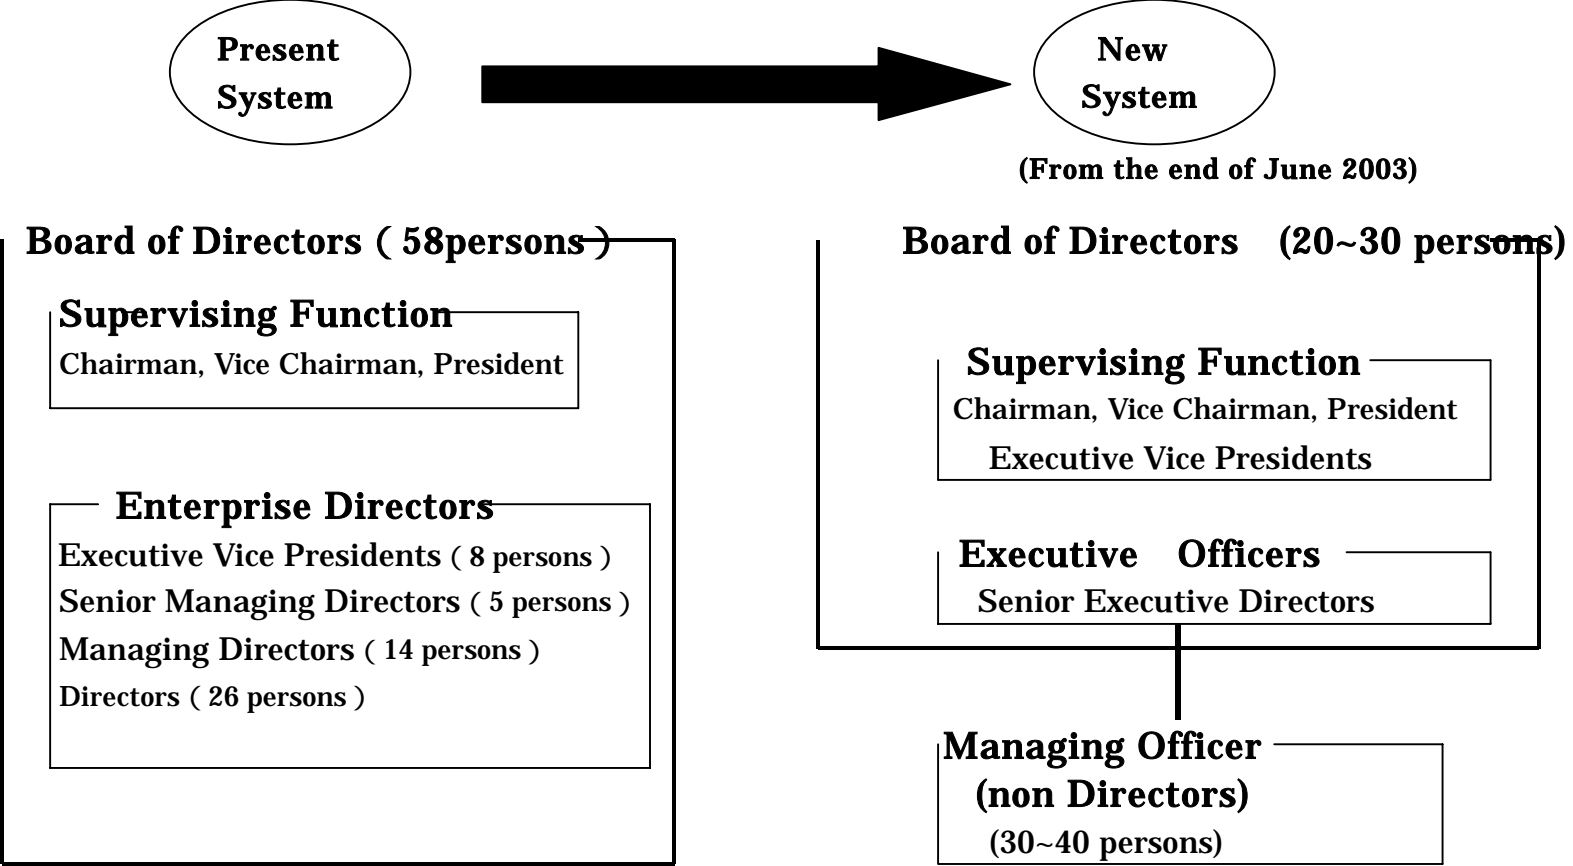 Present
System
New
System
(From the end of June 2003)
Board of Directors ( 58persons )
Supervising Function
Chairman, Vice Chairman, President
Enterprise Directors
Executive Vice Presidents ( 8 persons )
Senior Managing Directors ( 5 persons )
Managing Directors ( 14 persons )
Directors ( 26 persons )
Board of Directors (20~30 persons)
Supervising Function
Chairman, Vice Chairman, President
Executive Vice Presidents
Executive Officers
Senior Executive Directors
Managing Officer
(non Directors)
(30~40 persons)